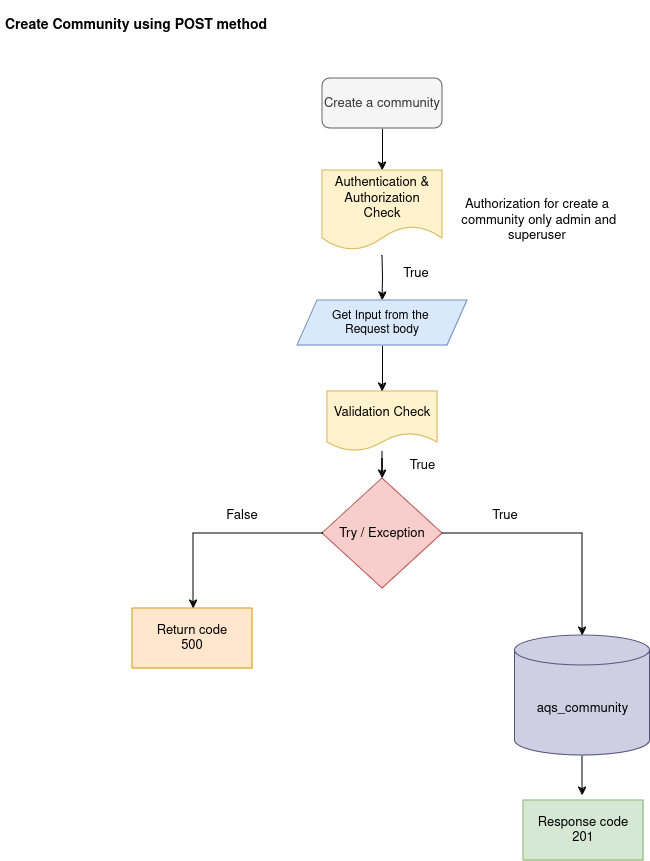 Create Community using POST method
Create a community
Authentication &
Authorization
Check
Authorization for create a
community only admin and
superuser
True
Get Input from the
Request body
Validation Check
True
False
True
Try / Exception
Return code
500
aqs_community
Response code
201